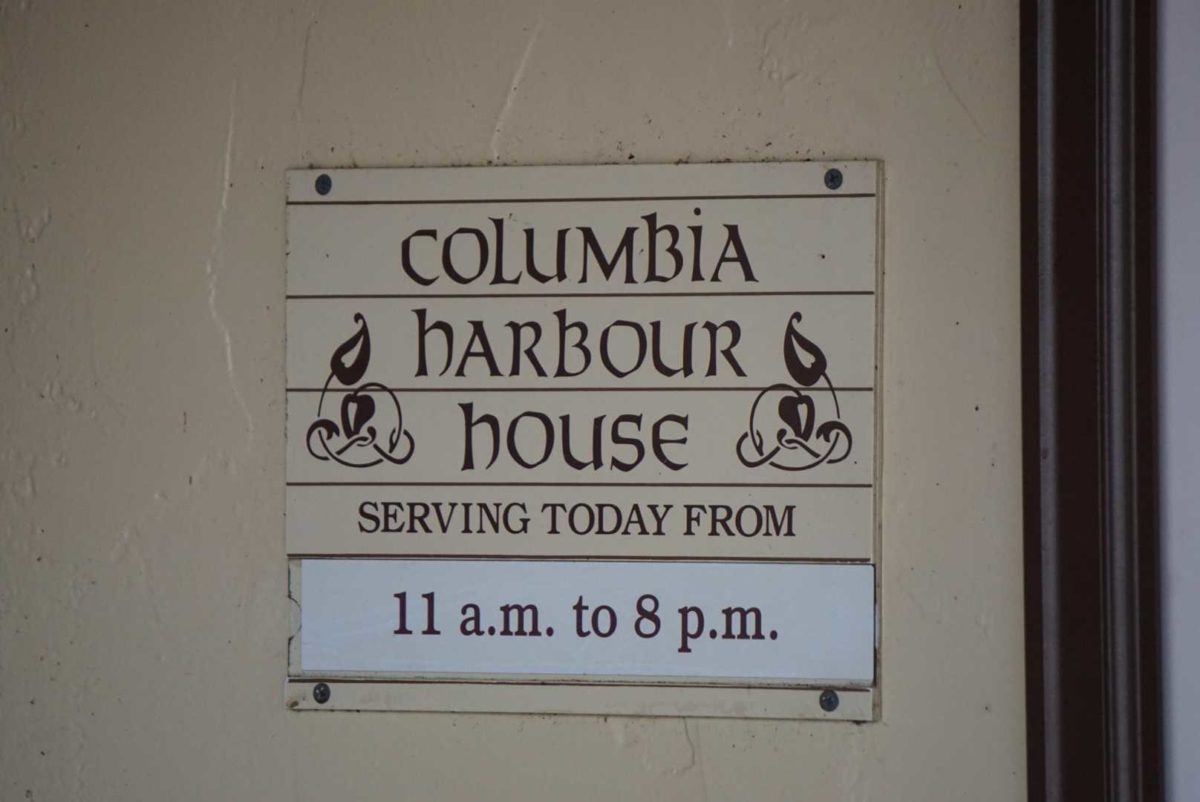 COLUMBiA
hARBOUR
hOUSE
SERVING TODAY FROM
11 a.m. to 8 p.m.